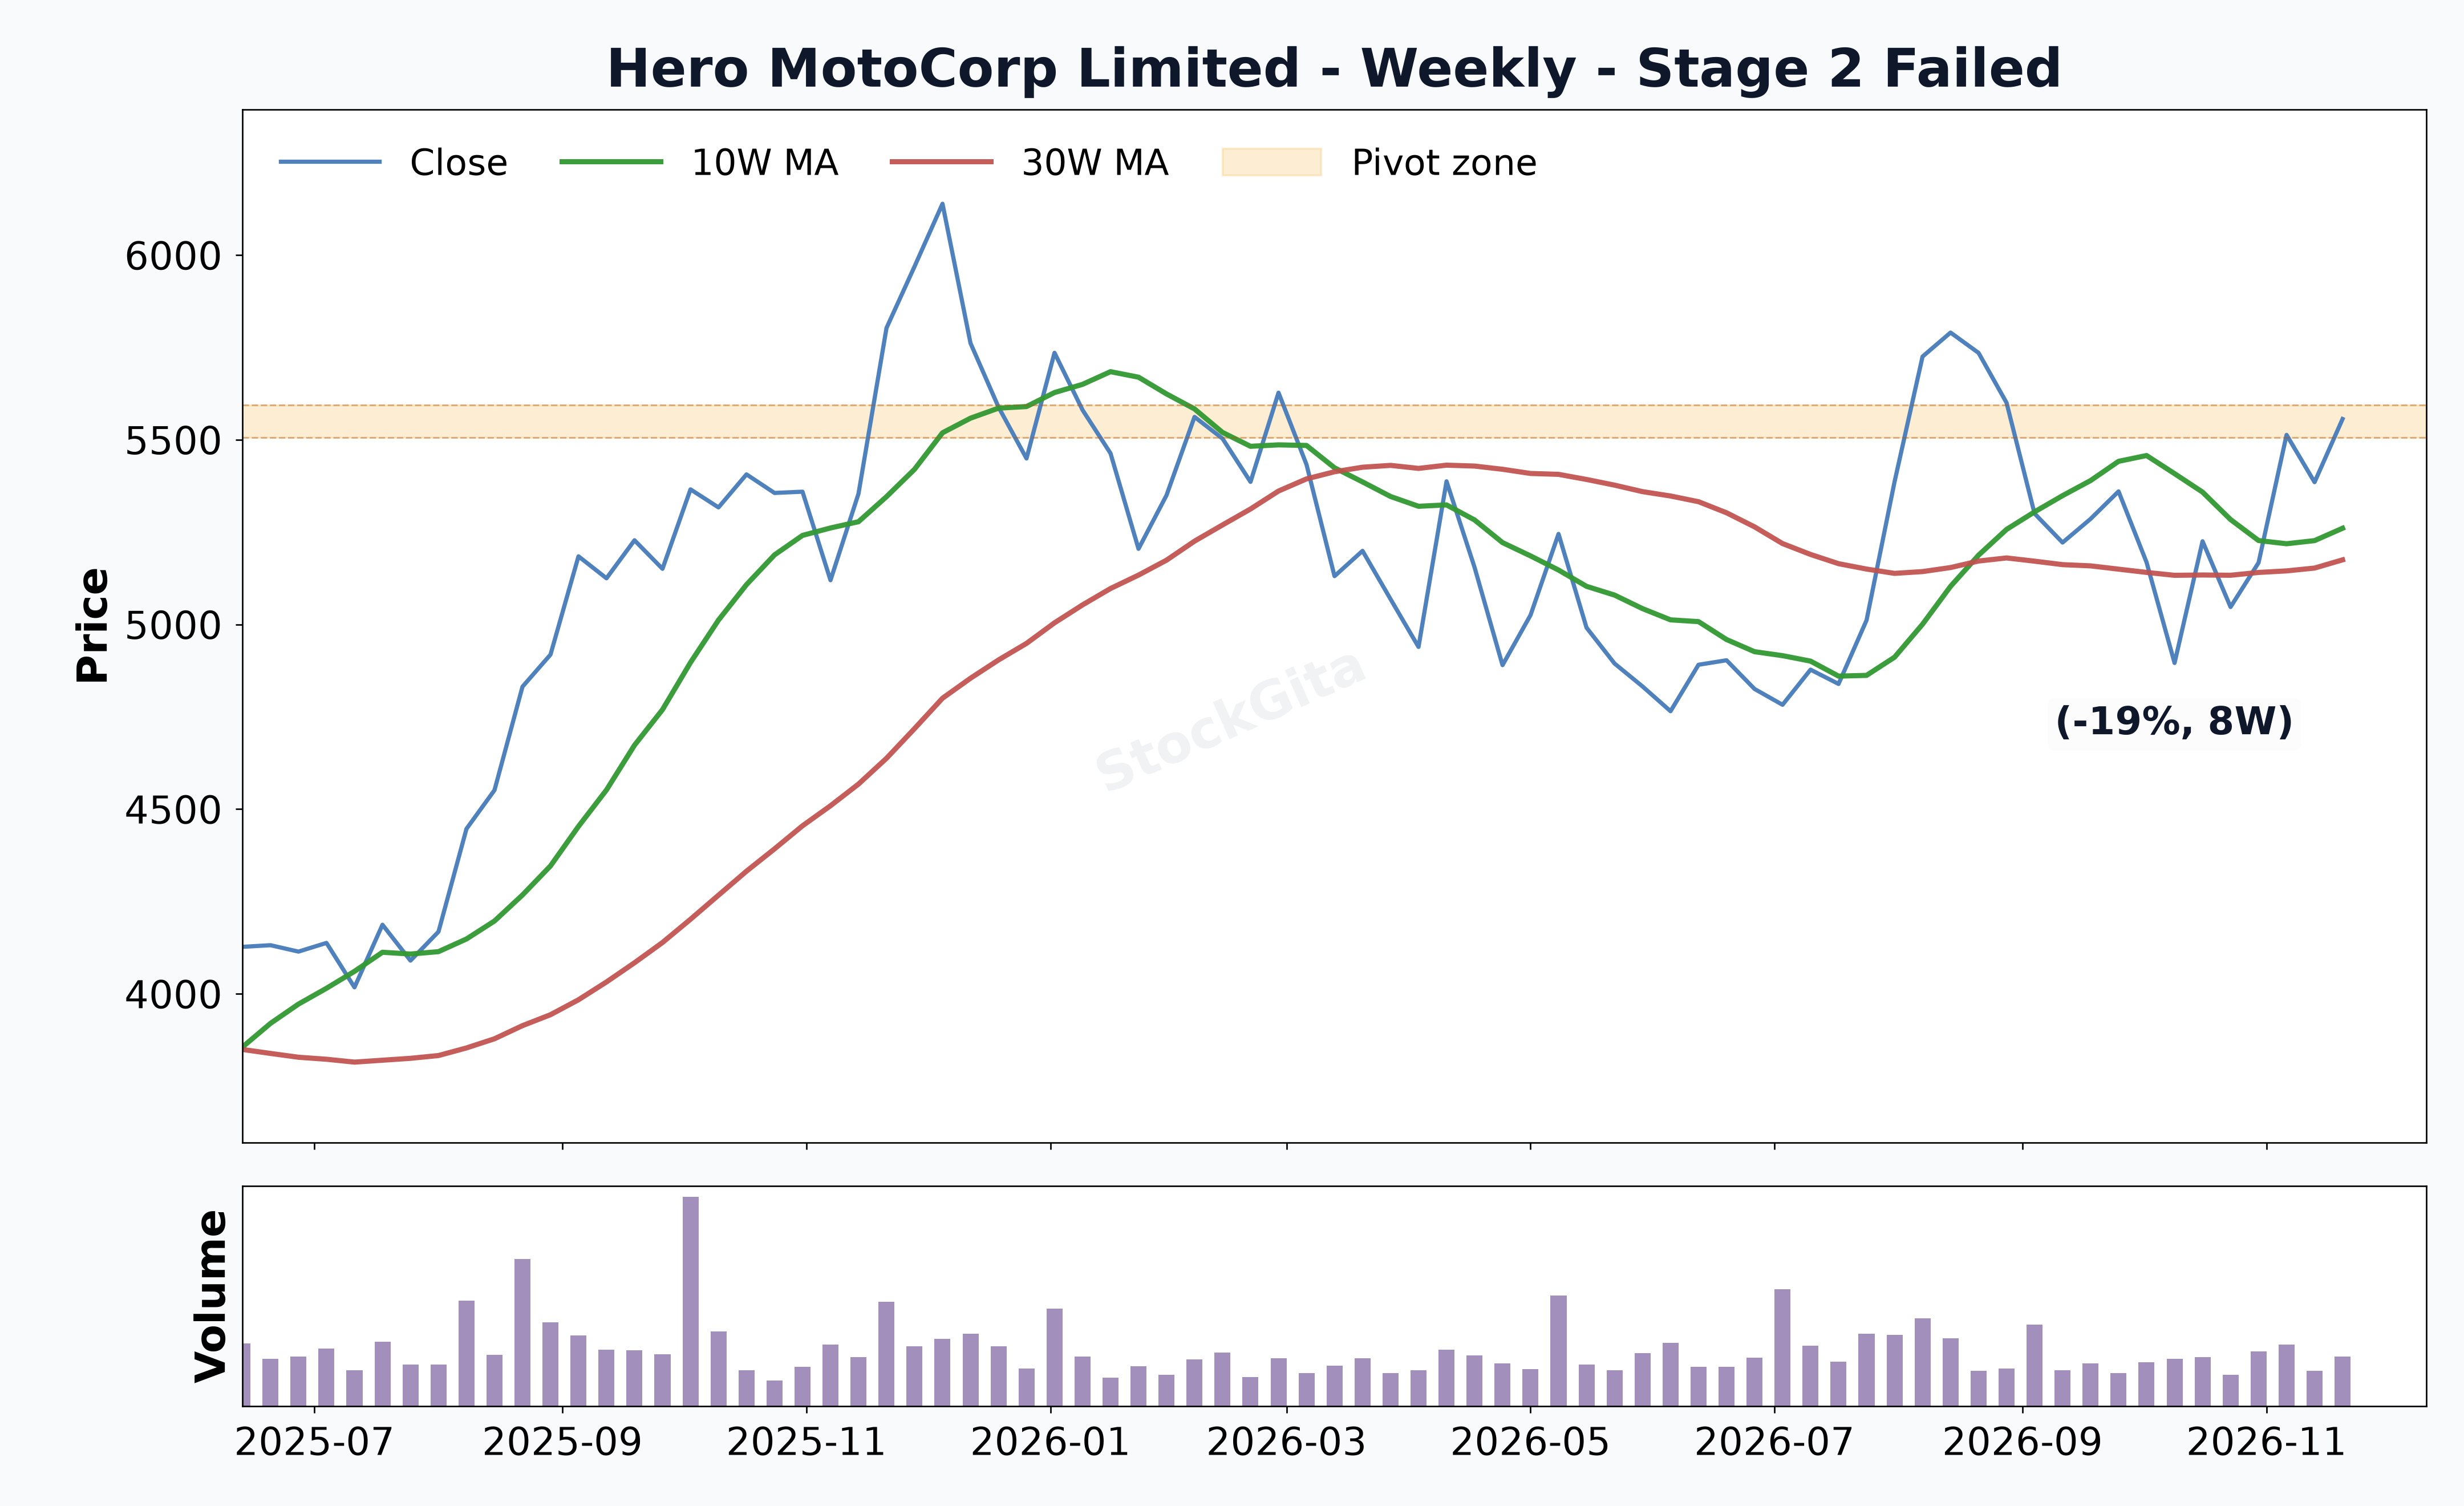 Hero MotoCorp Limited - Weekly - Stage 2 Failed
Close 10W MA 30W MA Pivot zone
Price
6000
5500
5000
4500
4000
StockGita
(-19%, 8W)
Volume
2025-07 2025-09 2025-11 2026-01 2026-03 2026-05 2026-07 2026-09 2026-11